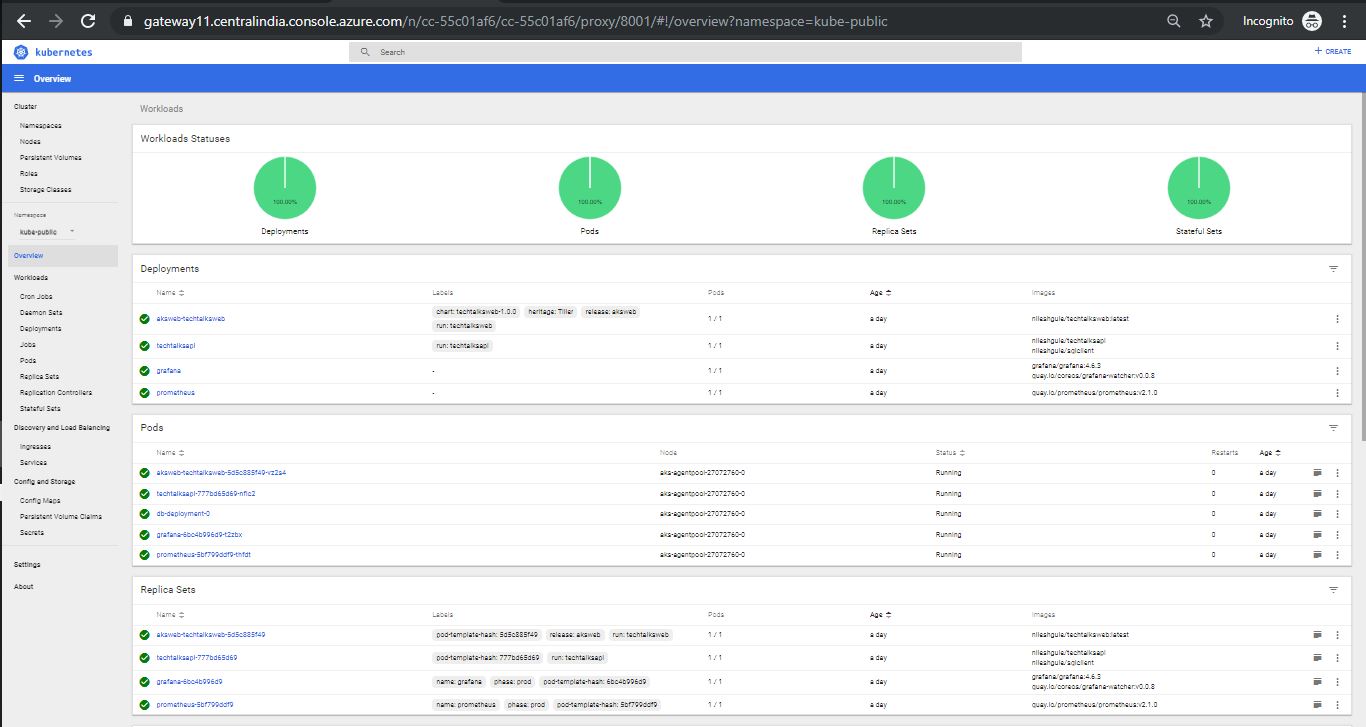 gateway11.centralindia.console.azure.com/n/cc-55c01af6/cc-55c01af6/proxy/8001/#!/overview?namespace=kube-public
Incognito
kubernetes
Search
+ CREATE
Overview
Cluster
Namespaces
Nodes
Persistent Volumes
Roles
Storage Classes
Namespace
kube-public
Overview
Workloads
Cron Jobs
Daemon Sets
Deployments
Jobs
Pods
Replica Sets
Replication Controllers
Stateful Sets
Discovery and Load Balancing
Ingresses
Services
Config and Storage
Config Maps
Persistent Volume Claims
Secrets
Settings
About
Workloads
Workloads Statuses
100.00% 100.00% 100.00% 100.00%
Deployments Pods Replica Sets Stateful Sets
Deployments
Name Labels Pods Age Images
aksweb-techtalksweb chart: techtalksweb-1.0.0 heritage: Tiller release: aksweb run: techtalksweb 1 / 1 a day nileshgule/techtalksweb:latest
techtalksapi run: techtalksapi 1 / 1 a day nileshgule/techtalksapi
nileshgule/sqlclient
grafana - 1 / 1 a day grafana/grafana:4.6.3
quay.io/coreos/grafana-watcher:v0.0.8
prometheus - 1 / 1 a day quay.io/prometheus/prometheus:v2.1.0
Pods
Name Node Status Restarts Age
aksweb-techtalksweb-5d5c885f49-vz2s4 aks-agentpool-27072760-0 Running 0 a day
techtalksapi-777bd65d69-nflc2 aks-agentpool-27072760-0 Running 0 a day
db-deployment-0 aks-agentpool-27072760-0 Running 0 a day
grafana-6bc4b996d9-t2zbx aks-agentpool-27072760-0 Running 0 a day
prometheus-5bf799ddf9-thfdt aks-agentpool-27072760-0 Running 0 a day
Replica Sets
Name Labels Pods Age Images
aksweb-techtalksweb-5d5c885f49 pod-template-hash: 5d5c885f49 release: aksweb run: techtalksweb 1 / 1 a day nileshgule/techtalksweb:latest
techtalksapi-777bd65d69 pod-template-hash: 777bd65d69 run: techtalksapi 1 / 1 a day nileshgule/techtalksapi
nileshgule/sqlclient
grafana-6bc4b996d9 name: grafana phase: prod pod-template-hash: 6bc4b996d9 1 / 1 a day grafana/grafana:4.6.3
quay.io/coreos/grafana-watcher:v0.0.8
prometheus-5bf799ddf9 name: prometheus phase: prod pod-template-hash: 5bf799ddf9 1 / 1 a day quay.io/prometheus/prometheus:v2.1.0